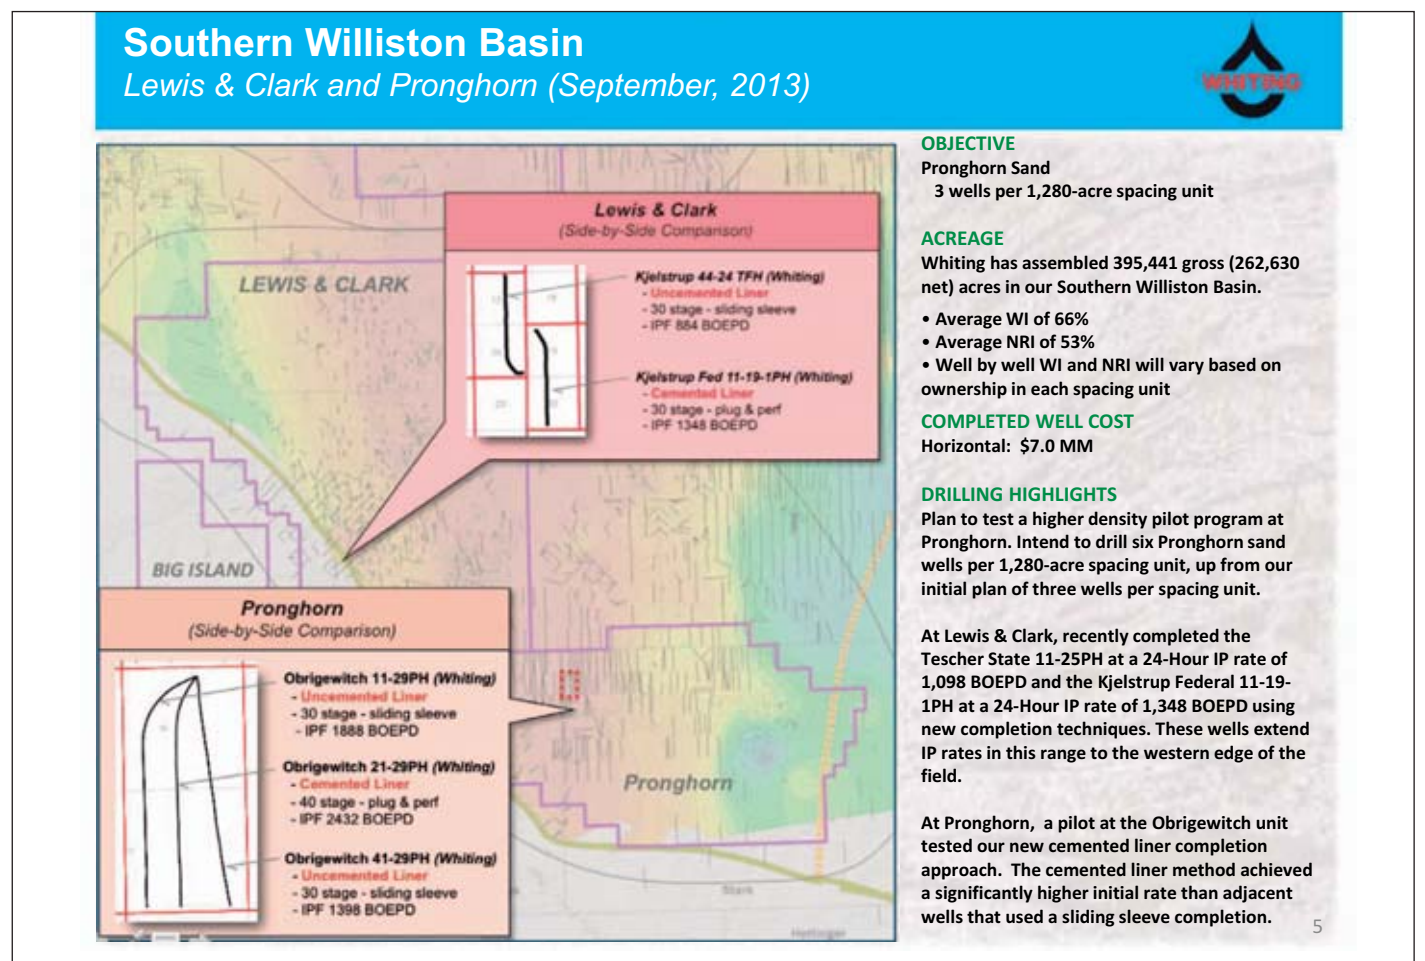 Southern Williston Basin
Lewis & Clark and Pronghorn (September, 2013)
WHITING
LEWIS & CLARK
BIG ISLAND
Pronghorn
Lewis & Clark
(Side-by-Side Comparison)
Kjelstrup 44-24 TFH (Whiting)
- Uncemented Liner
- 30 stage - sliding sleeve
- IPF 884 BOEPD
Kjelstrup Fed 11-19-1PH (Whiting)
- Cemented Liner
- 30 stage - plug & perf
- IPF 1348 BOEPD
Pronghorn
(Side-by-Side Comparison)
Obrigewitch 11-29PH (Whiting)
- Uncemented Liner
- 30 stage - sliding sleeve
- IPF 1888 BOEPD
Obrigewitch 21-29PH (Whiting)
- Cemented Liner
- 40 stage - plug & perf
- IPF 2432 BOEPD
Obrigewitch 41-29PH (Whiting)
- Uncemented Liner
- 30 stage - sliding sleeve
- IPF 1398 BOEPD
Stark
Hettinger
OBJECTIVE
Pronghorn Sand
3 wells per 1,280-acre spacing unit
ACREAGE
Whiting has assembled 395,441 gross (262,630
net) acres in our Southern Williston Basin.
• Average WI of 66%
• Average NRI of 53%
• Well by well WI and NRI will vary based on
ownership in each spacing unit
COMPLETED WELL COST
Horizontal: $7.0 MM
DRILLING HIGHLIGHTS
Plan to test a higher density pilot program at
Pronghorn. Intend to drill six Pronghorn sand
wells per 1,280-acre spacing unit, up from our
initial plan of three wells per spacing unit.
At Lewis & Clark, recently completed the
Tescher State 11-25PH at a 24-Hour IP rate of
1,098 BOEPD and the Kjelstrup Federal 11-19-
1PH at a 24-Hour IP rate of 1,348 BOEPD using
new completion techniques. These wells extend
IP rates in this range to the western edge of the
field.
At Pronghorn, a pilot at the Obrigewitch unit
tested our new cemented liner completion
approach. The cemented liner method achieved
a significantly higher initial rate than adjacent
wells that used a sliding sleeve completion.
5